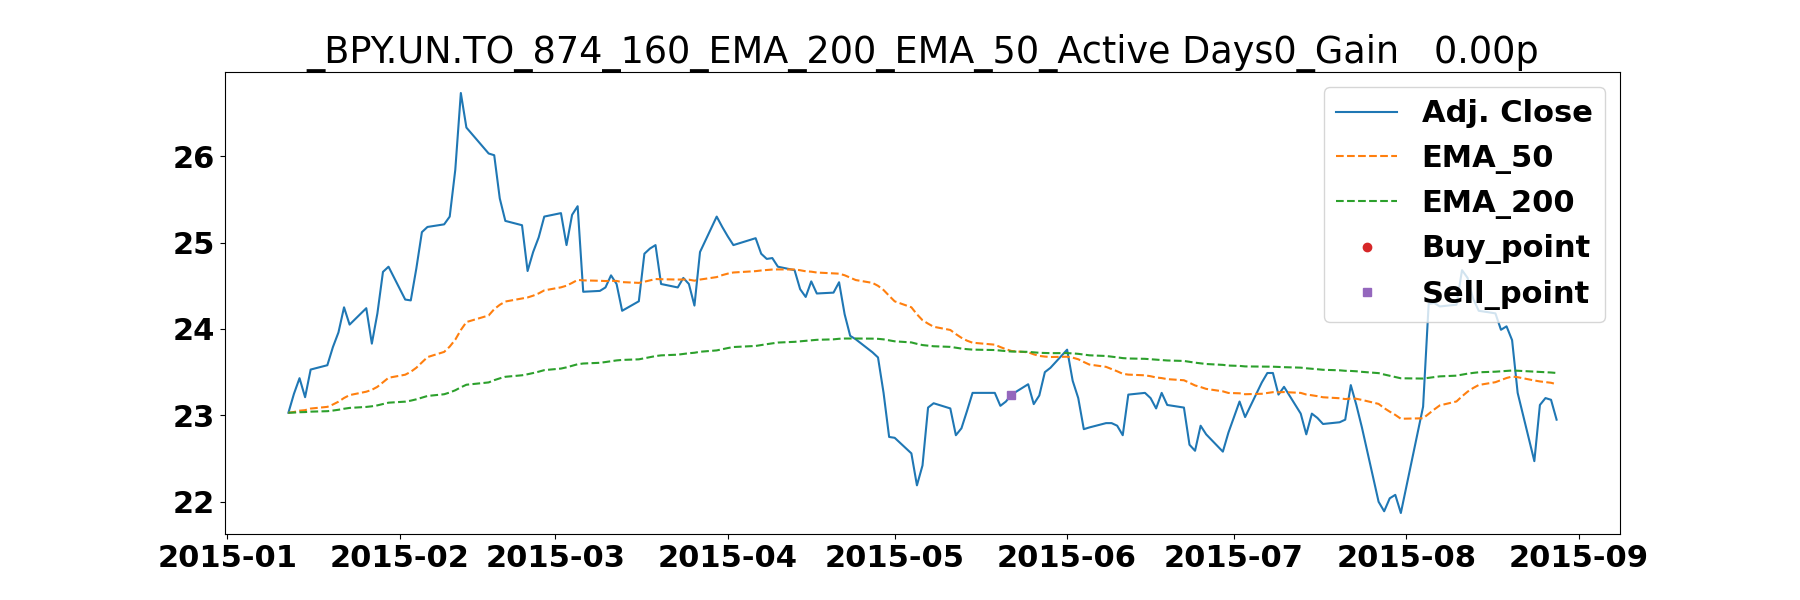 _BPY.UN.TO_874_160_EMA_200_EMA_50_Active Days0_Gain   0.00p
Adj. Close
EMA_50
EMA_200
Buy_point
Sell_point
26
25
24
23
22
2015-01 2015-02 2015-03 2015-04 2015-05 2015-06 2015-07 2015-08 2015-09